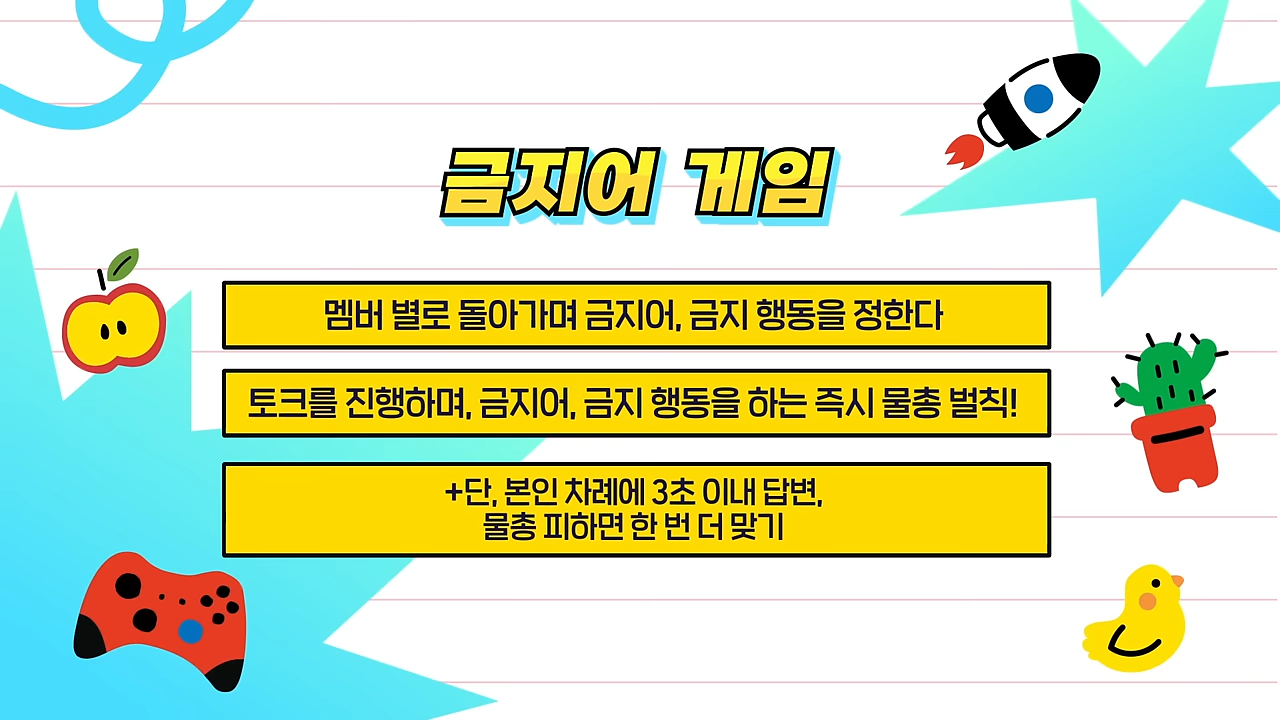 금지어 게임
멤버 별로 돌아가며 금지어, 금지 행동을 정한다
토크를 진행하며, 금지어, 금지 행동을 하는 즉시 물총 벌칙!
+단, 본인 차례에 3초 이내 답변,
물총 피하면 한 번 더 맞기